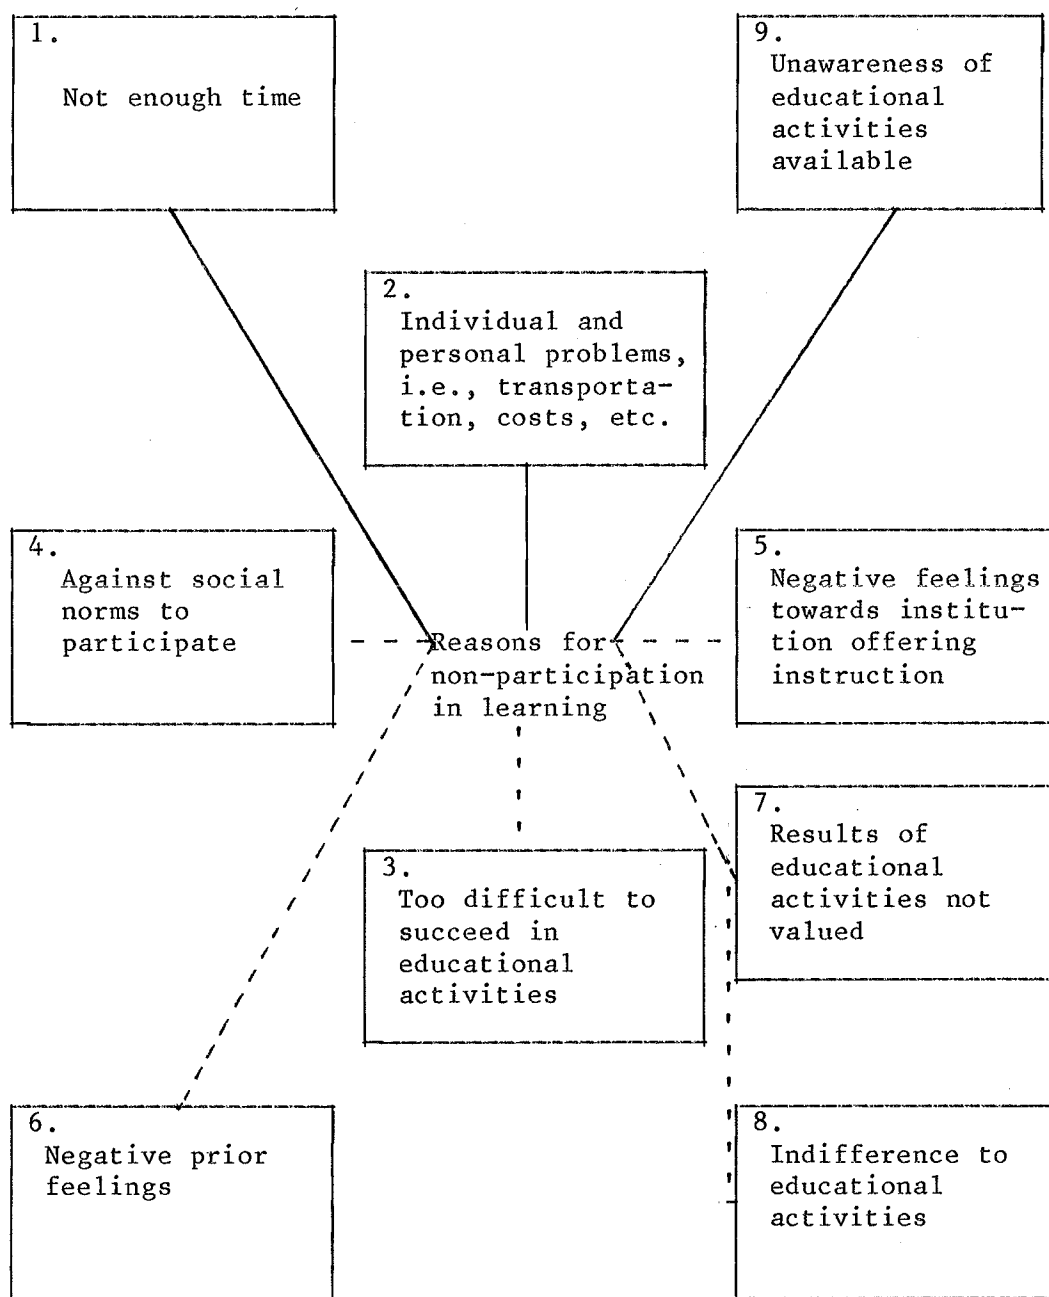 1.
Not enough time
9.
Unawareness of
educational
activities
available
2.
Individual and
personal problems,
i.e., transporta-
tion, costs, etc.
4.
Against social
norms to
participate
Reasons for
non-participation
in learning
5.
Negative feelings
towards institu-
tion offering
instruction
3.
Too difficult to
succeed in
educational
activities
7.
Results of
educational
activities not
valued
6.
Negative prior
feelings
8.
Indifference to
educational
activities